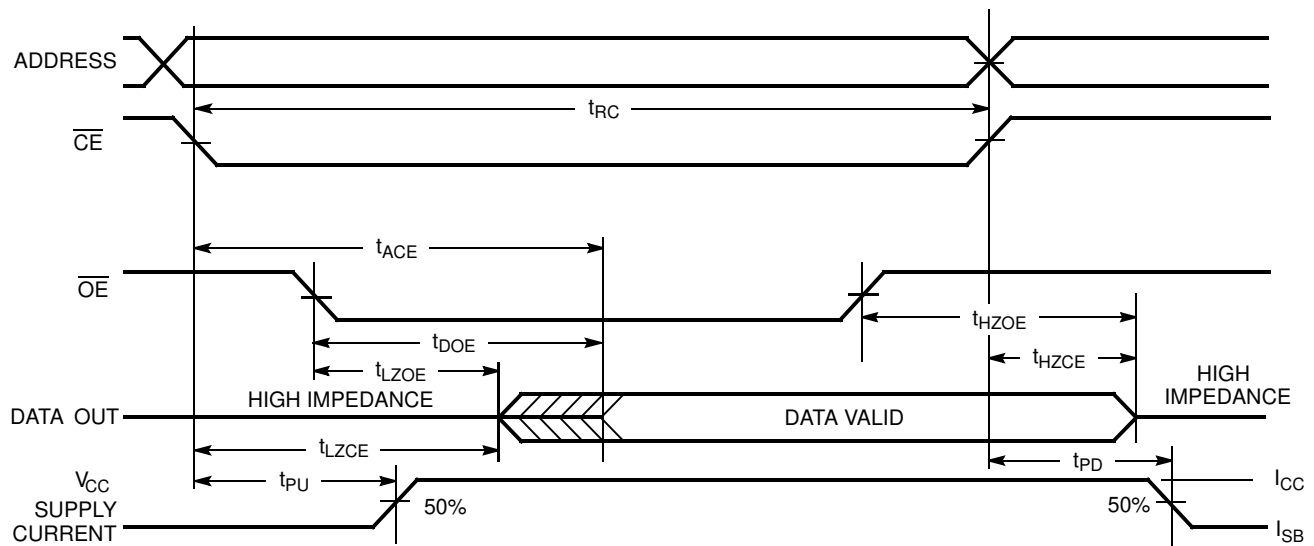 ADDRESS
tRC
CE
tACE
OE
tHZOE
tDOE
tHZCE
tLZOE
HIGH IMPEDANCE
HIGH
IMPEDANCE
DATA OUT
DATA VALID
tLZCE
tPD
VCC
SUPPLY
CURRENT
tPU
50%
50%
ICC
ISB